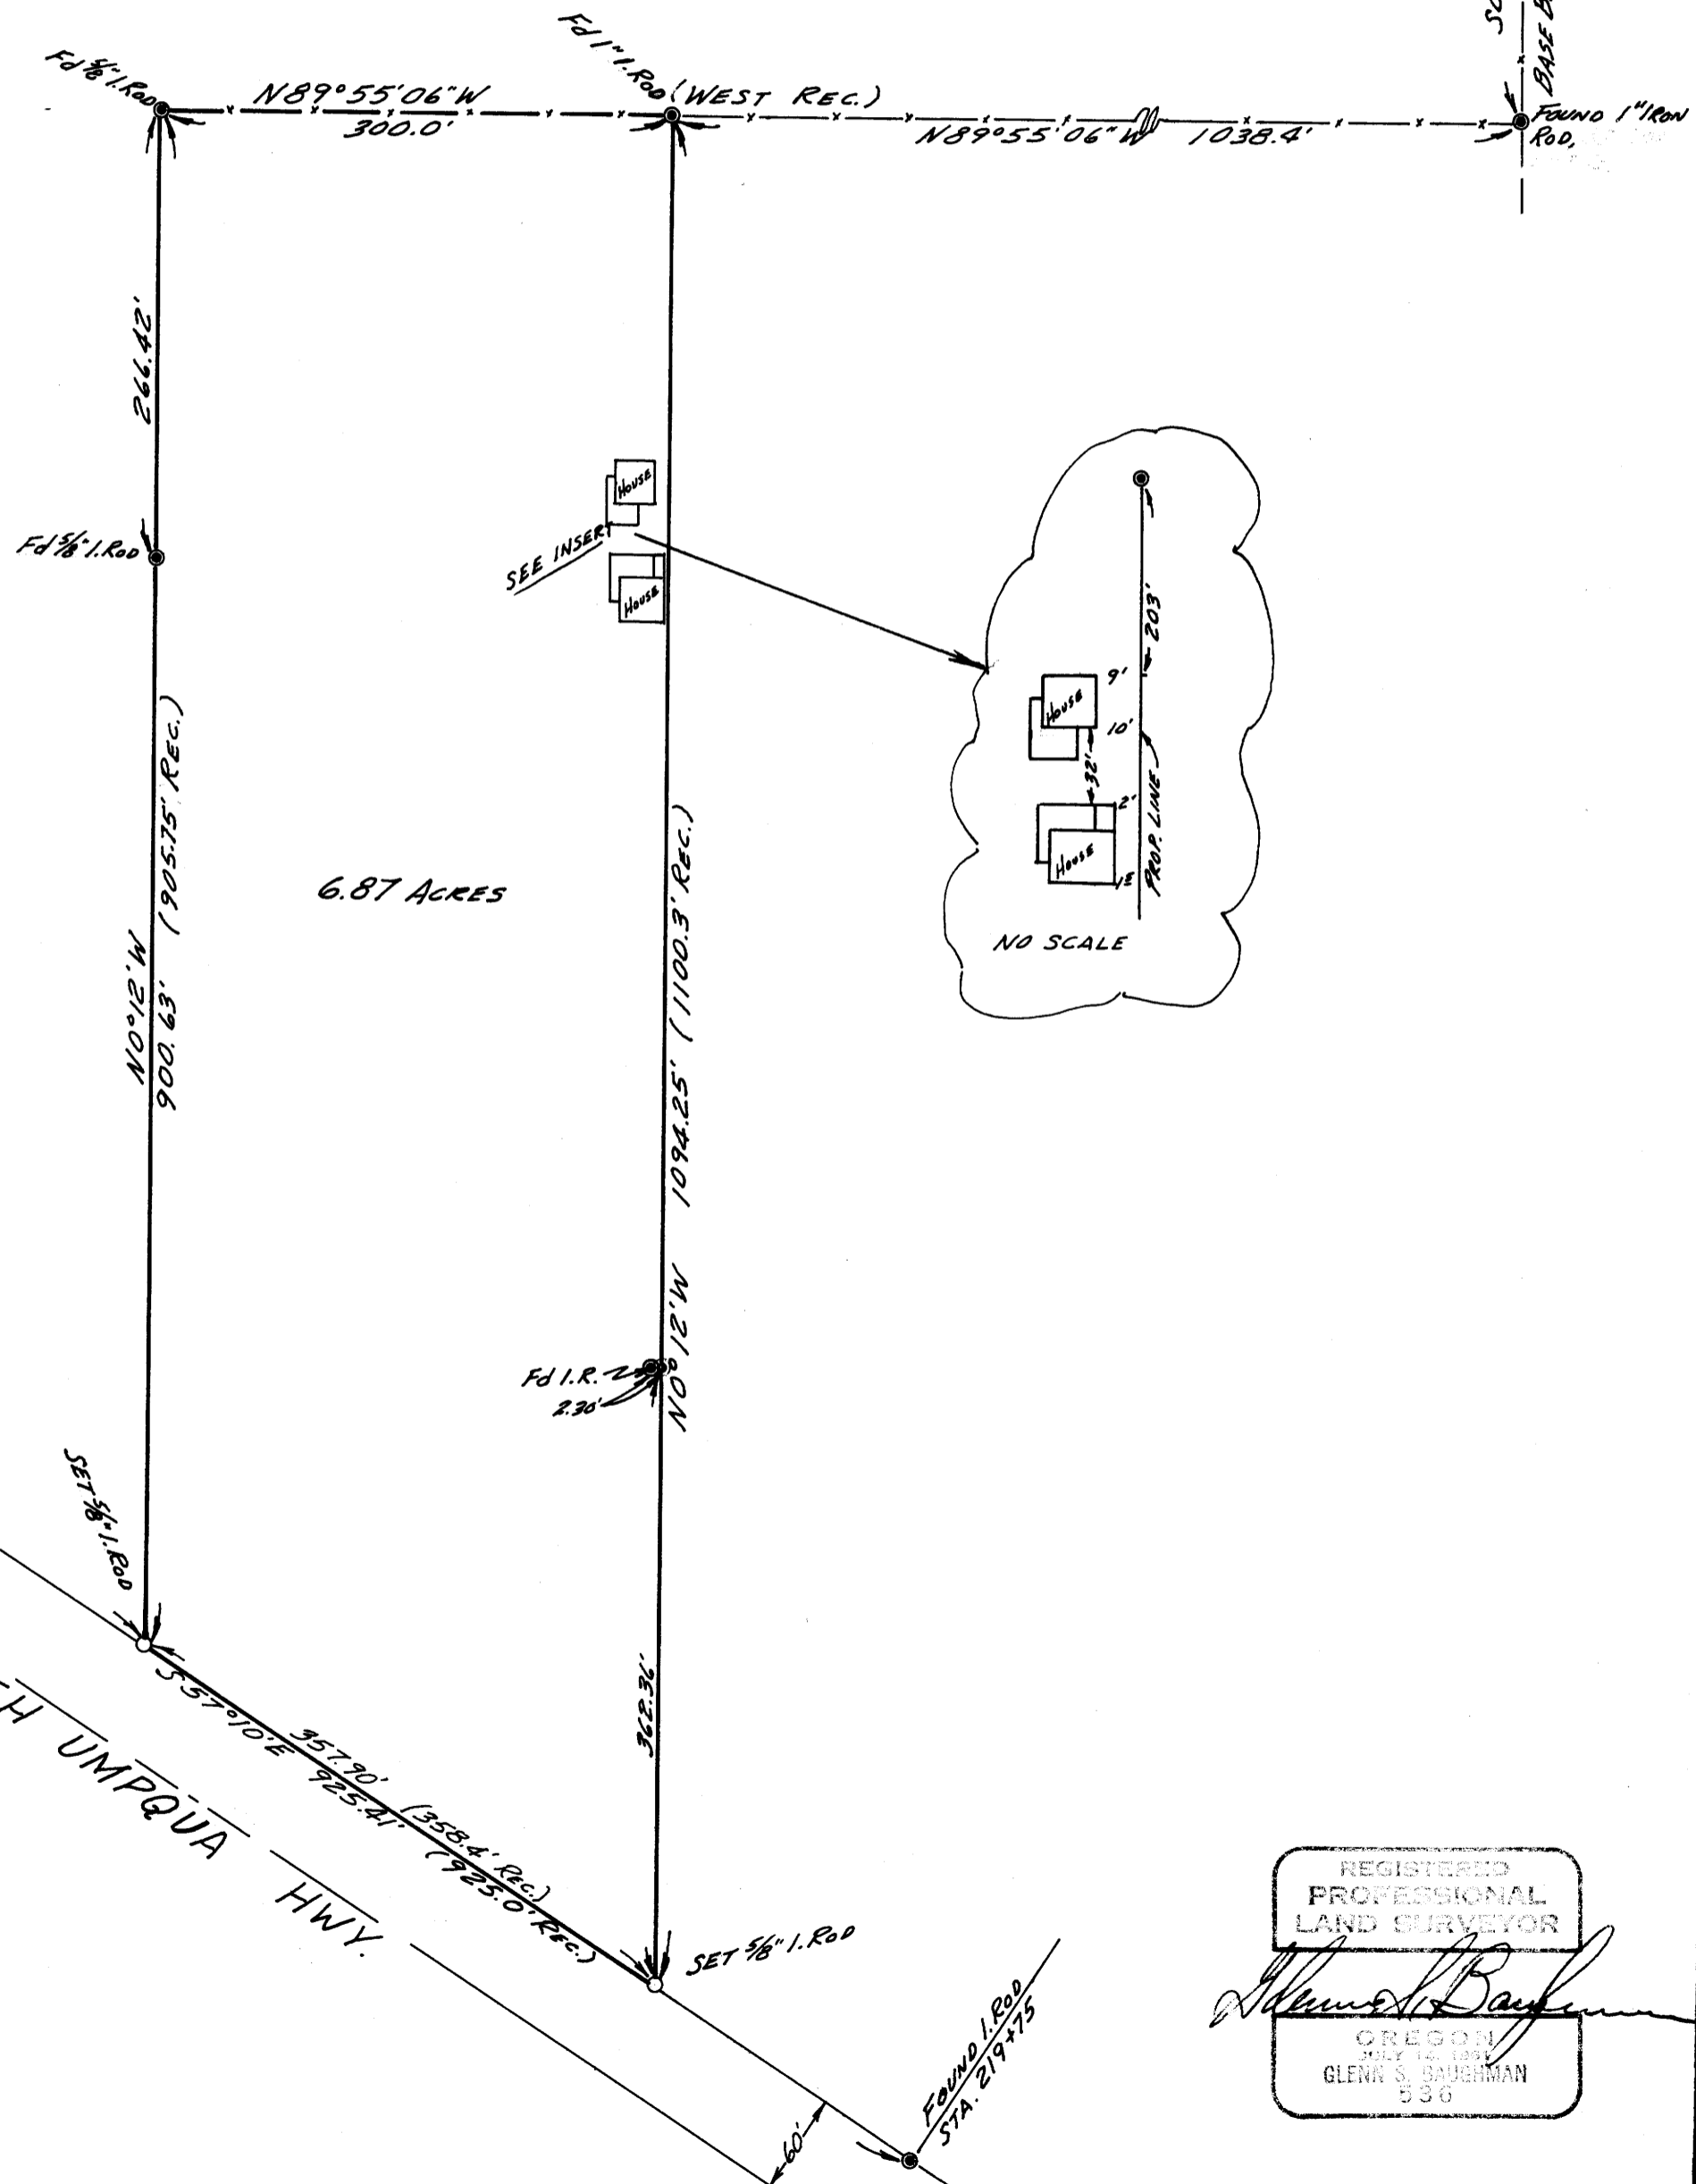 BASE B
Fd 5/8" I. ROD
N89°55'06"W
300.0'
Fd 1" I. ROD
(WEST REC.)
N89°55'06"W 1038.4'
FOUND 1" IRON
ROD,
266.42'
Fd 5/8" I. ROD
HOUSE
SEE INSERT
HOUSE
203'
9'
HOUSE
10'
32'
2'
HOUSE
PROP. LINE
NO SCALE
N0°12'W
900.63' (905.75' REC.)
6.87 ACRES
N0°12'W 1094.25' (1100.3' REC.)
Fd I.R.
2.30'
362.36'
SET 5/8" I. ROD
S57°10'E 357.90' (358.4' REC.)
925.41' (925.0' REC.)
TH UMPQUA HWY.
SET 5/8" I. ROD
FOUND I. ROD
STA. 219+75
60'
REGISTERED
PROFESSIONAL
LAND SURVEYOR
Glenn S. Baughman
OREGON
GLENN S. BAUGHMAN
536